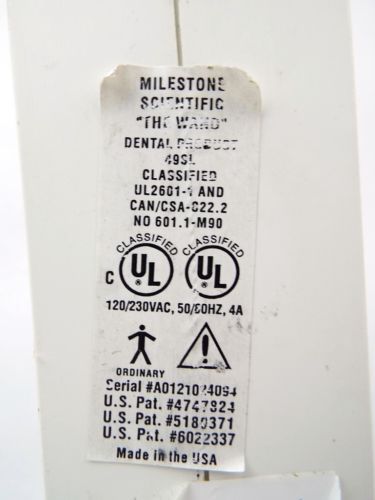 MILESTONE
SCIENTIFIC
"THE WAND"
DENTAL PRODUCT
49SL
CLASSIFIED
UL2601-1 AND
CAN/CSA-C22.2
NO 601.1-M90
CLASSIFIED CLASSIFIED
C UL ® UL ®
120/230VAC, 50/60HZ, 4A
ORDINARY
Serial #A0121024094
U.S. Pat. #4747824
U.S. Pat. #5180371
U.S. Pat. #6022337
Made in the USA